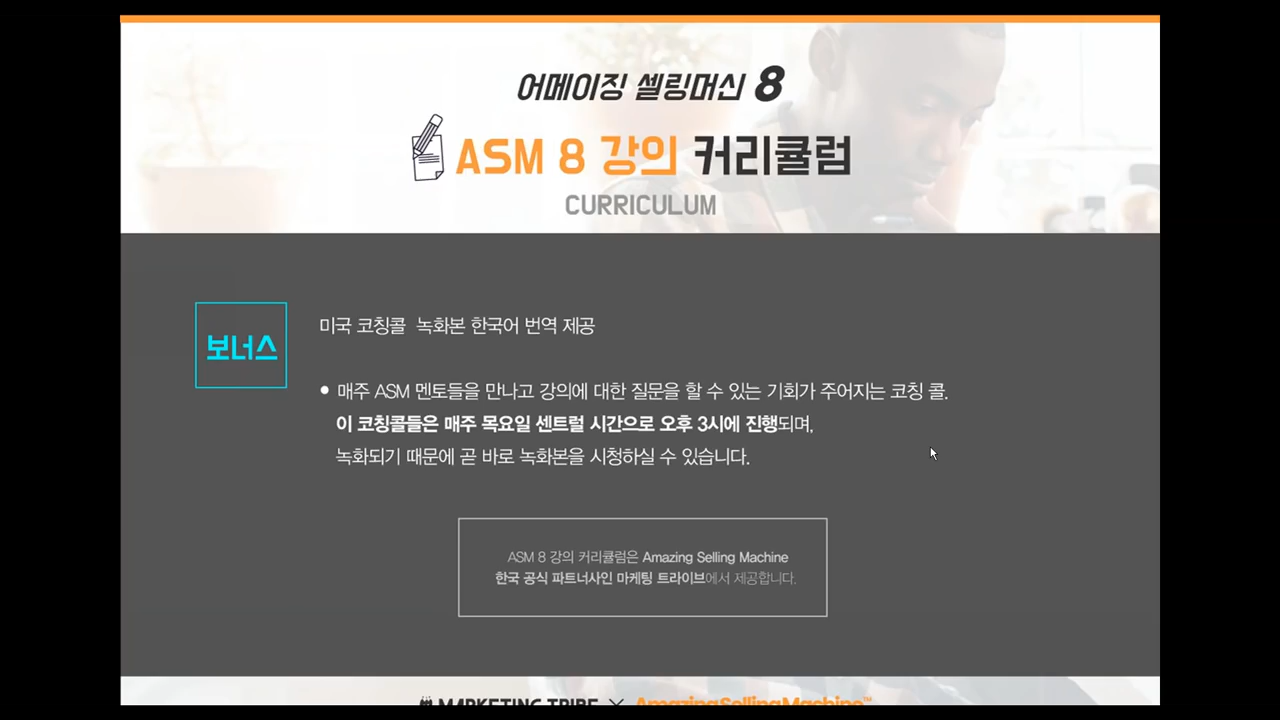 어메이징 셀링머신 8
ASM 8 강의 커리큘럼
CURRICULUM
보너스
미국 코칭콜 녹화본 한국어 번역 제공
• 매주 ASM 멘토들을 만나고 강의에 대한 질문을 할 수 있는 기회가 주어지는 코칭 콜.
이 코칭콜들은 매주 목요일 센트럴 시간으로 오후 3시에 진행되며,
녹화되기 때문에 곧 바로 녹화본을 시청하실 수 있습니다.
ASM 8 강의 커리큘럼은 Amazing Selling Machine
한국 공식 파트너사인 마케팅 트라이브에서 제공합니다.
MARKETING TRIBE X AmazingSellingMachine™